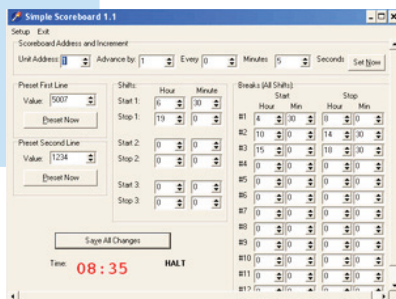 Simple Scoreboard 1.1
Setup Exit
Scoreboard Address and Increment
Unit Address: 1 Advance by: 1 Every 0 Minutes 5 Seconds Set Now
Preset First Line
Value: 5007
Preset Now
Preset Second Line
Value: 1234
Preset Now
Shifts:
Hour Minute
Start 1: 6 30
Stop 1: 19 0
Start 2: 0 0
Stop 2: 0 0
Start 3: 0 0
Stop 3: 0 0
Save All Changes
Time: 08:35 HALT
Breaks (All Shifts):
Start Stop
Hour Min Hour Min
#1 4 30 0 0
#2 10 0 14 30
#3 15 0 10 30
#4 0 0 0 0
#5 0 0 0 0
#6 0 0 0 0
#7 0 0 0 0
#8 0 0 0 0
#9 0 0 0 0
#10 0 0 0 0
#11 0 0 0 0
#12 0 0 0 0